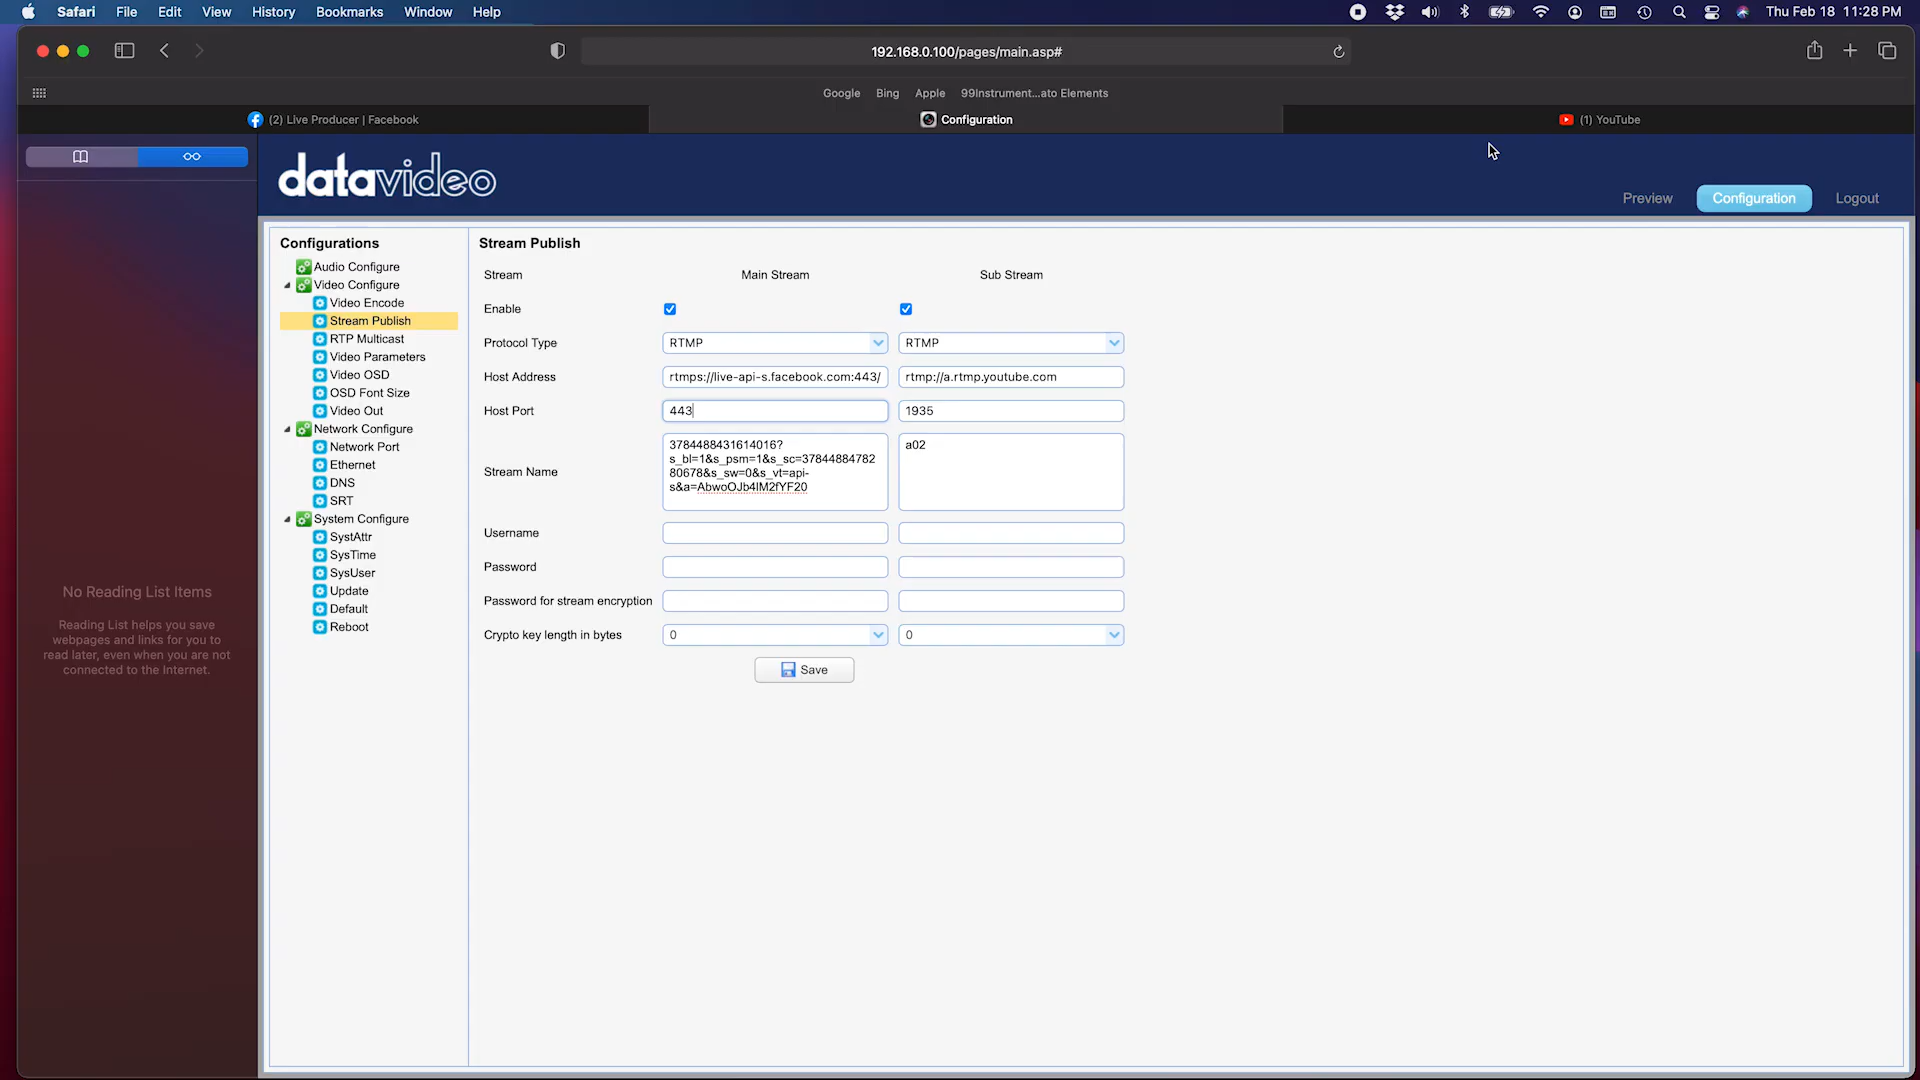 Safari File Edit View History Bookmarks Window Help Thu Feb 18 11:28 PM
192.168.0.100/pages/main.asp#
Google Bing Apple 99Instrument...ato Elements
(2) Live Producer | Facebook Configuration (1) YouTube
datavideo
Preview Configuration Logout
Configurations
Audio Configure
Video Configure
Video Encode
Stream Publish
RTP Multicast
Video Parameters
Video OSD
OSD Font Size
Video Out
Network Configure
Network Port
Ethernet
DNS
SRT
System Configure
SystAttr
SysTime
SysUser
Update
Default
Reboot
Stream Publish
Stream Main Stream Sub Stream
Enable
Protocol Type RTMP RTMP
Host Address rtmps://live-api-s.facebook.com:443/ rtmp://a.rtmp.youtube.com
Host Port 443 1935
Stream Name
3784488431614016?
s_bl=1&s_psm=1&s_sc=37844884782
80678&s_sw=0&s_vt=api-
s&a=AbwoOJb4IM2fYF20
a02
Username
Password
Password for stream encryption
Crypto key length in bytes 0 0
Save
No Reading List Items
Reading List helps you save
webpages and links for you to
read later, even when you are not
connected to the Internet.